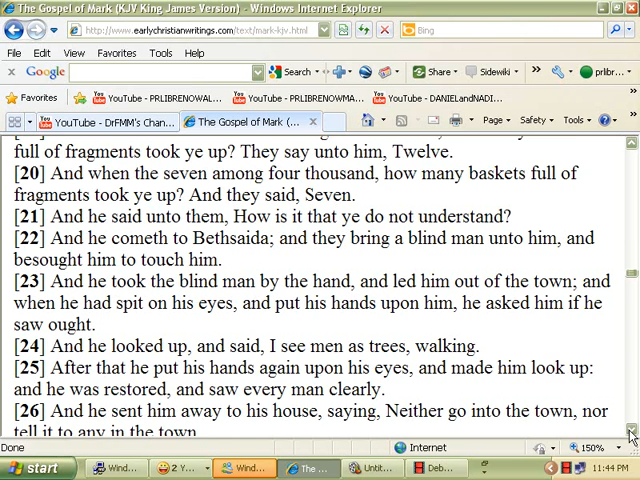 The Gospel of Mark (KJV King James Version) - Windows Internet Explorer
http://www.earlychristianwritings.com/text/mark-kjv.html
Bing
File Edit View Favorites Tools Help
x Google Search Share Sidewiki prlibr...
Favorites YouTube - PRLIBRENOWAL... YouTube - PRLIBRENOWMA... YouTube - DANIELandNADI...
YouTube - DrFMM's Chan... The Gospel of Mark (... x Page Safety Tools
full of fragments took ye up? They say unto him, Twelve.
[20] And when the seven among four thousand, how many baskets full of
fragments took ye up? And they said, Seven.
[21] And he said unto them, How is it that ye do not understand?
[22] And he cometh to Bethsaida; and they bring a blind man unto him, and
besought him to touch him.
[23] And he took the blind man by the hand, and led him out of the town; and
when he had spit on his eyes, and put his hands upon him, he asked him if he
saw ought.
[24] And he looked up, and said, I see men as trees, walking.
[25] After that he put his hands again upon his eyes, and made him look up:
and he was restored, and saw every man clearly.
[26] And he sent him away to his house, saying, Neither go into the town, nor
tell it to any in the town.
Done Internet 150%
start Wind... 2 Y... Wind... The ... Untit... Deb... 11:44 PM